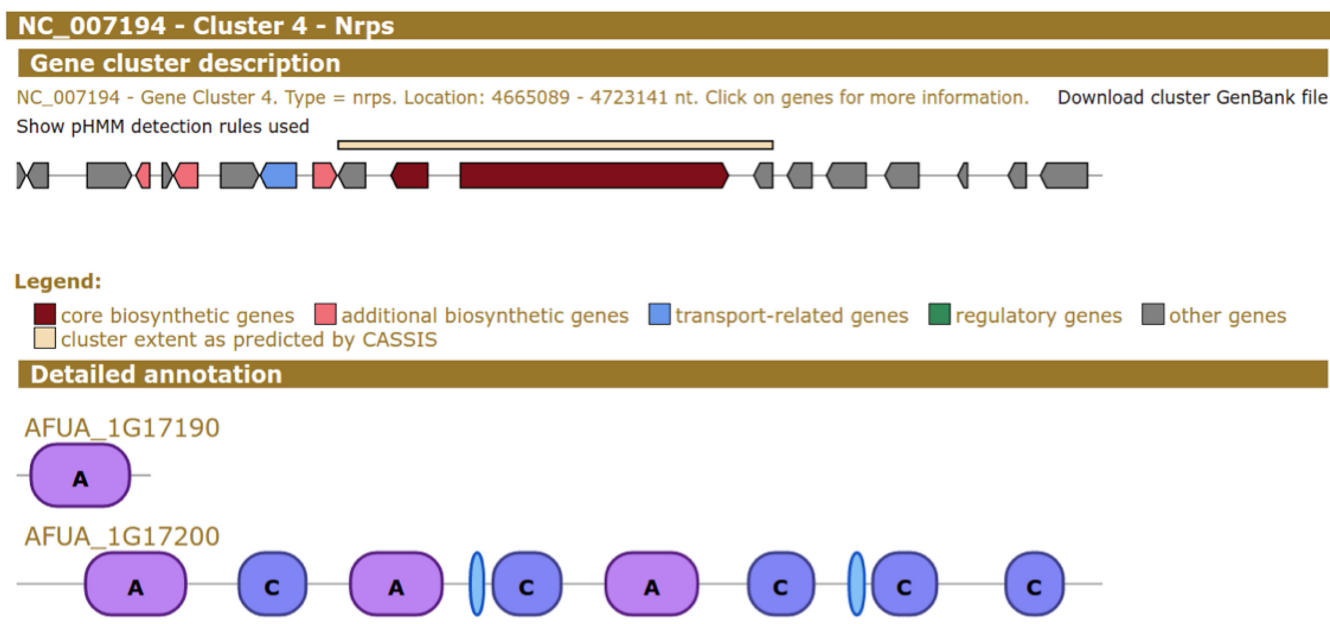 NC_007194 - Cluster 4 - Nrps
Gene cluster description
NC_007194 - Gene Cluster 4. Type = nrps. Location: 4665089 - 4723141 nt. Click on genes for more information. Download cluster GenBank file
Show pHMM detection rules used
Legend:
core biosynthetic genes additional biosynthetic genes transport-related genes regulatory genes other genes
cluster extent as predicted by CASSIS
Detailed annotation
AFUA_1G17190
A
AFUA_1G17200
A C A C A C C C